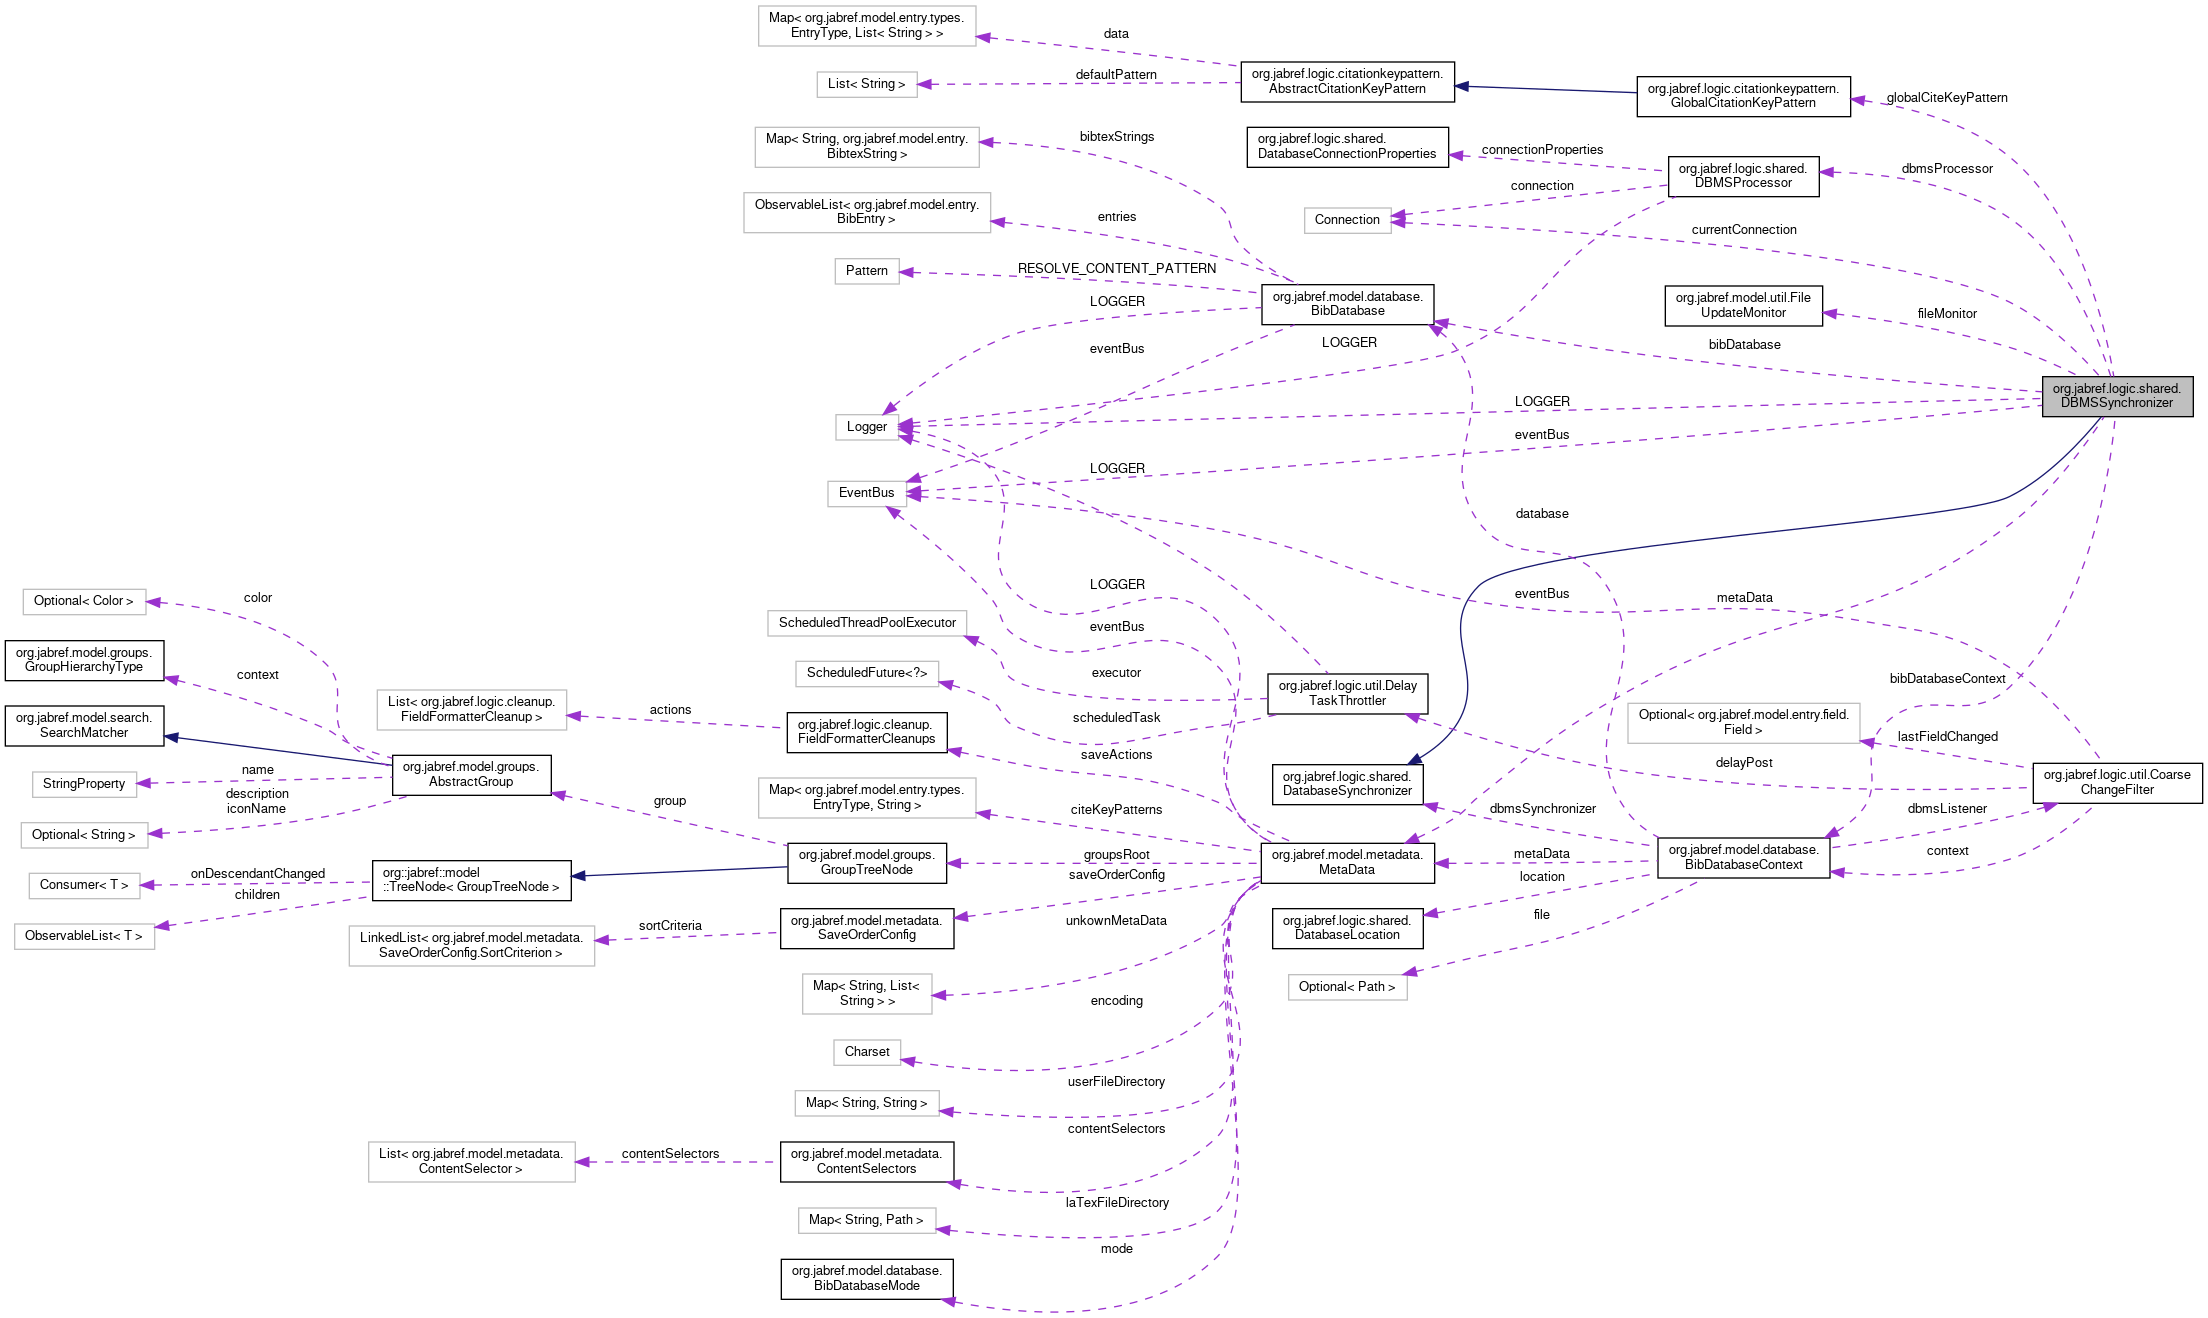 Map< org.jabref.model.entry.types.
EntryType, List< String > >
data
List< String >
defaultPattern
org.jabref.logic.citationkeypattern.
AbstractCitationKeyPattern
org.jabref.logic.citationkeypattern.
GlobalCitationKeyPattern
globalCiteKeyPattern
Map< String, org.jabref.model.entry.
BibtexString >
bibtexStrings
org.jabref.logic.shared.
DatabaseConnectionProperties
connectionProperties
org.jabref.logic.shared.
DBMSProcessor
dbmsProcessor
ObservableList< org.jabref.model.entry.
BibEntry >
entries
connection
Connection
currentConnection
Pattern
RESOLVE_CONTENT_PATTERN
org.jabref.model.database.
BibDatabase
LOGGER
org.jabref.model.util.File
UpdateMonitor
fileMonitor
eventBus
LOGGER
bibDatabase
org.jabref.logic.shared.
DBMSSynchronizer
Logger
LOGGER
eventBus
LOGGER
EventBus
database
LOGGER
eventBus
metaData
Optional< Color >
color
ScheduledThreadPoolExecutor
eventBus
org.jabref.model.groups.
GroupHierarchyType
context
ScheduledFuture<?>
executor
org.jabref.logic.util.Delay
TaskThrottler
bibDatabaseContext
List< org.jabref.logic.cleanup.
FieldFormatterCleanup >
actions
org.jabref.logic.cleanup.
FieldFormatterCleanups
scheduledTask
saveActions
Optional< org.jabref.model.entry.field.
Field >
lastFieldChanged
delayPost
org.jabref.model.search.
SearchMatcher
org.jabref.model.groups.
AbstractGroup
StringProperty
name
description
iconName
Optional< String >
group
Map< org.jabref.model.entry.types.
EntryType, String >
citeKeyPatterns
org.jabref.logic.shared.
DatabaseSynchronizer
dbmsSynchronizer
org.jabref.logic.util.Coarse
ChangeFilter
dbmsListener
context
org.jabref.model.database.
BibDatabaseContext
org.jabref.model.groups.
GroupTreeNode
groupsRoot
org.jabref.model.metadata.
MetaData
metaData
location
org::jabref::model
::TreeNode< GroupTreeNode >
onDescendantChanged
Consumer< T >
children
ObservableList< T >
saveOrderConfig
org.jabref.model.metadata.
SaveOrderConfig
sortCriteria
LinkedList< org.jabref.model.metadata.
SaveOrderConfig.SortCriterion >
org.jabref.logic.shared.
DatabaseLocation
file
Optional< Path >
unkownMetaData
Map< String, List<
String > >
encoding
Charset
userFileDirectory
Map< String, String >
contentSelectors
org.jabref.model.metadata.
ContentSelectors
contentSelectors
List< org.jabref.model.metadata.
ContentSelector >
laTexFileDirectory
Map< String, Path >
mode
org.jabref.model.database.
BibDatabaseMode